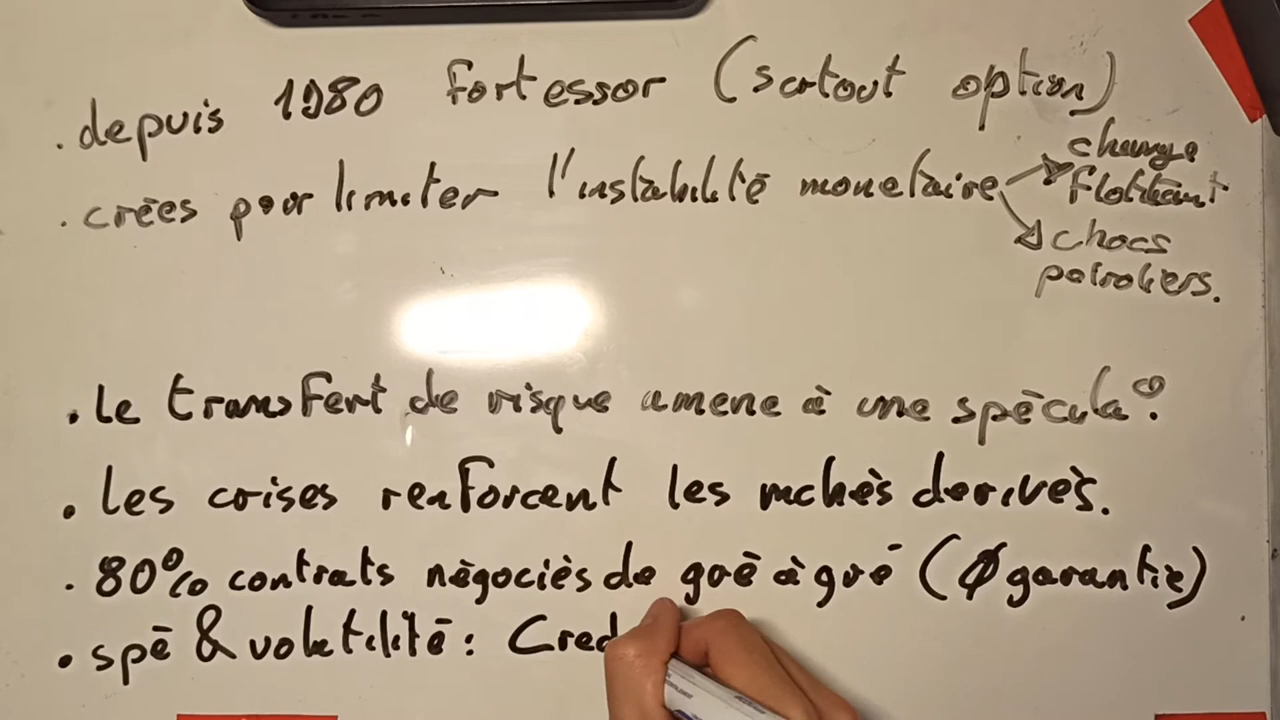 . depuis 1980 fort essor (surtout option)
. crées pour limiter l'instabilité monetaire
change
flottant
chocs
petroliers.
. le transfert de risque amene à une spécula°.
. les crises renforcent les mchés derivés.
. 80% contrats négociés de gré à gré (Ø garantie)
. spé & volatilité : Cred